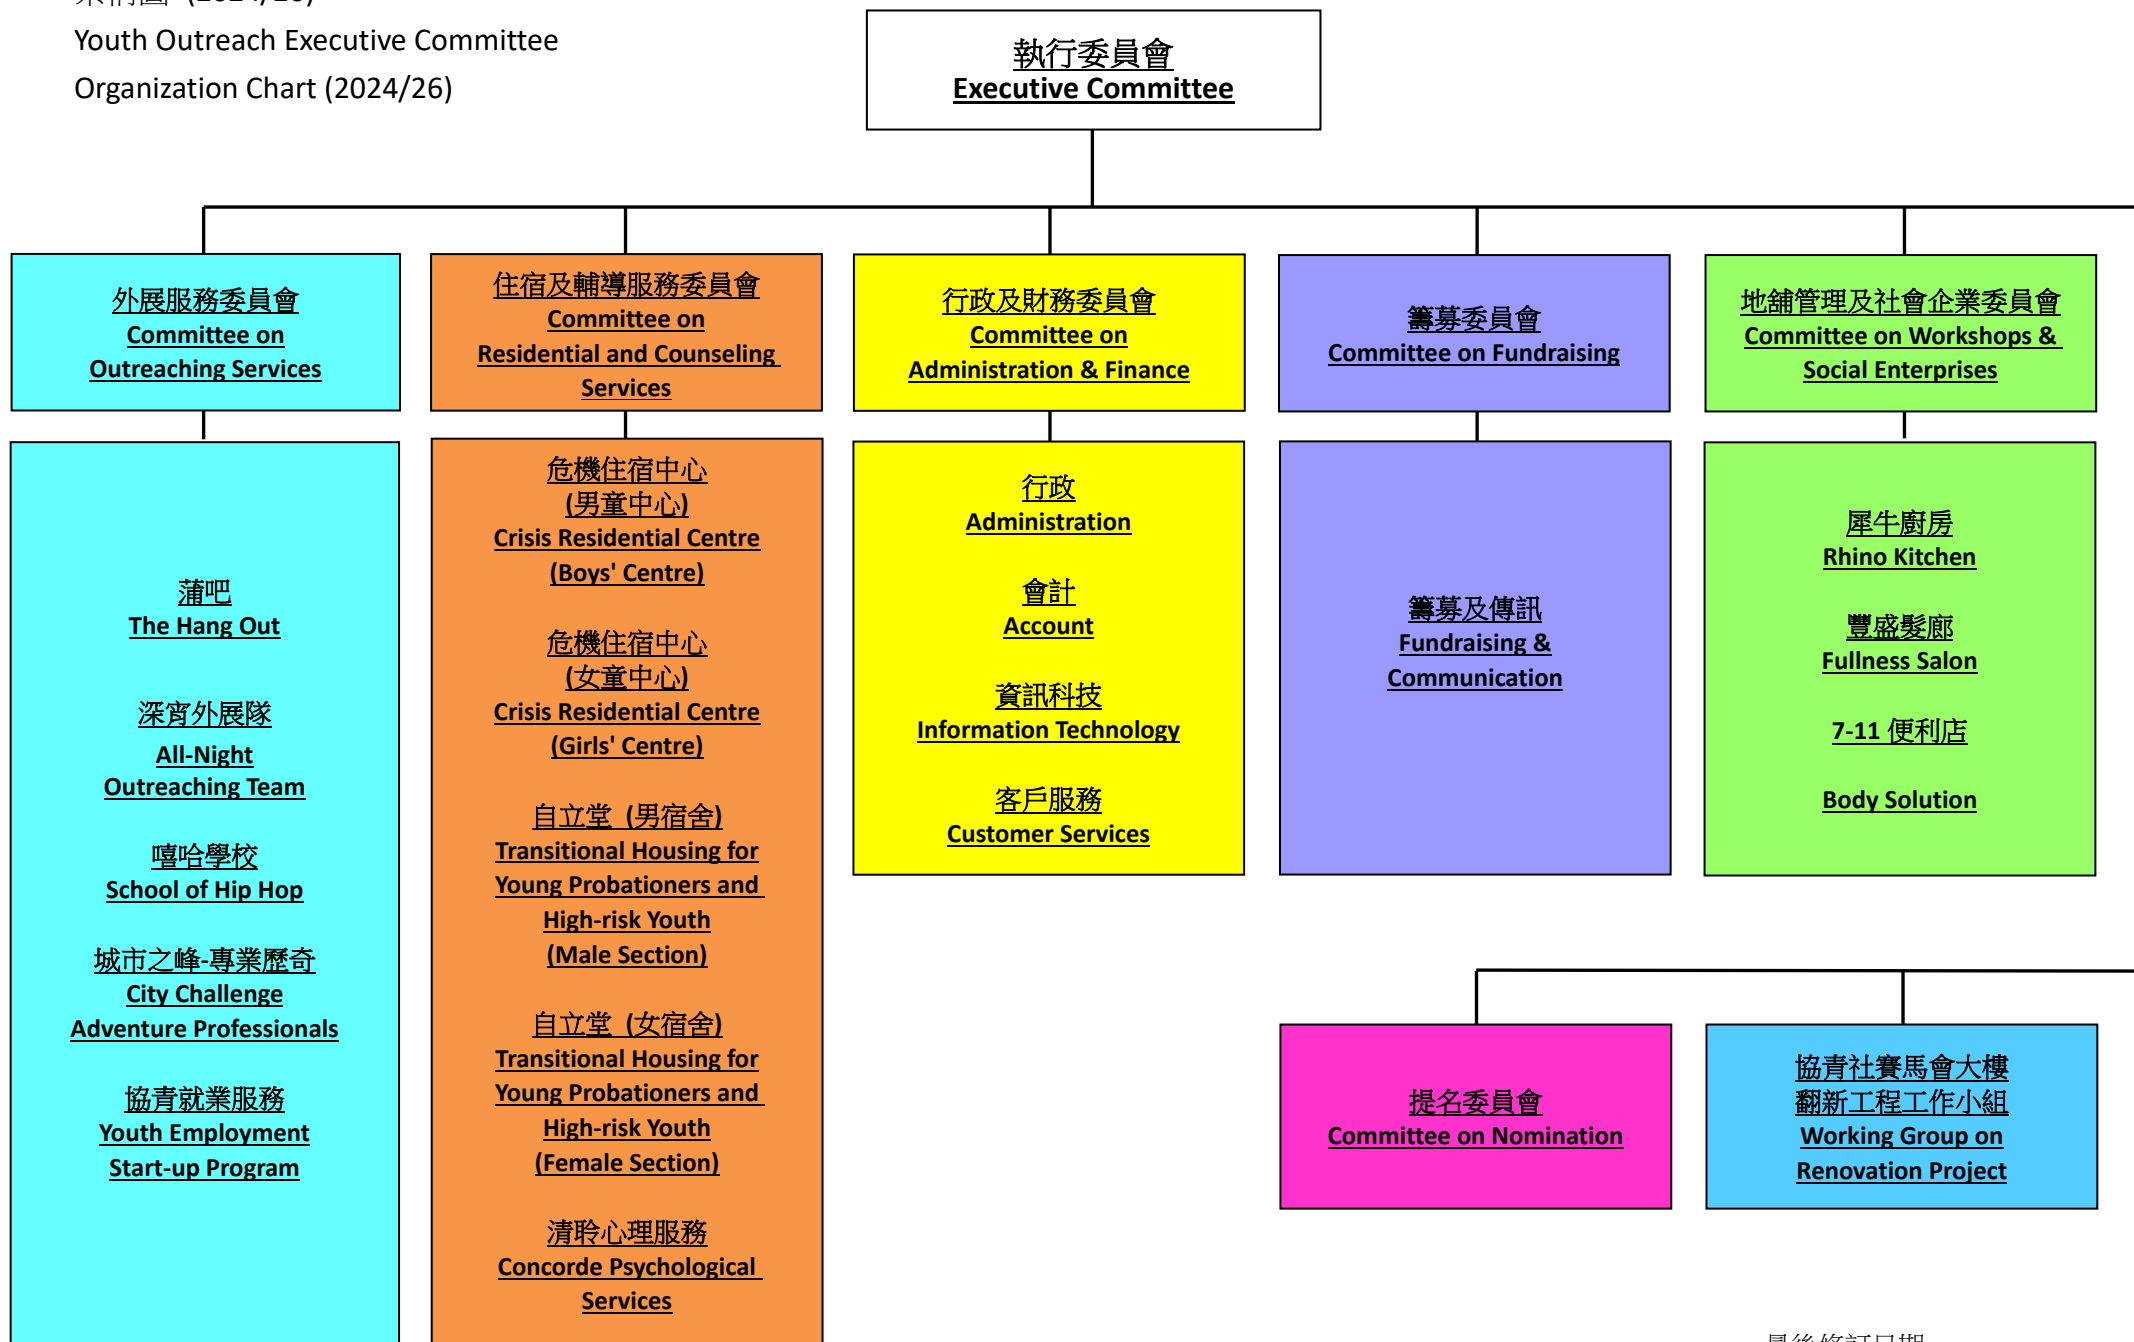 (2024/26)
Youth Outreach Executive Committee
Organization Chart (2024/26)
執行委員會
Executive Committee
外展服務委員會
Committee on
Outreaching Services
住宿及輔導服務委員會
Committee on
Residential and Counseling
Services
行政及財務委員會
Committee on
Administration & Finance
籌募委員會
Committee on Fundraising
地舖管理及社會企業委員會
Committee on Workshops &
Social Enterprises
蒲吧
The Hang Out
深宵外展隊
All-Night
Outreaching Team
嘻哈學校
School of Hip Hop
城市之峰-專業歷奇
City Challenge
Adventure Professionals
協青就業服務
Youth Employment
Start-up Program
危機住宿中心
(男童中心)
Crisis Residential Centre
(Boys' Centre)
危機住宿中心
(女童中心)
Crisis Residential Centre
(Girls' Centre)
自立堂 (男宿舍)
Transitional Housing for
Young Probationers and
High-risk Youth
(Male Section)
自立堂 (女宿舍)
Transitional Housing for
Young Probationers and
High-risk Youth
(Female Section)
清聆心理服務
Concorde Psychological
Services
行政
Administration
會計
Account
資訊科技
Information Technology
客戶服務
Customer Services
籌募及傳訊
Fundraising &
Communication
犀牛廚房
Rhino Kitchen
豐盛髮廊
Fullness Salon
7-11 便利店
Body Solution
提名委員會
Committee on Nomination
協青社賽馬會大樓
翻新工程工作小組
Working Group on
Renovation Project
最後修訂日期